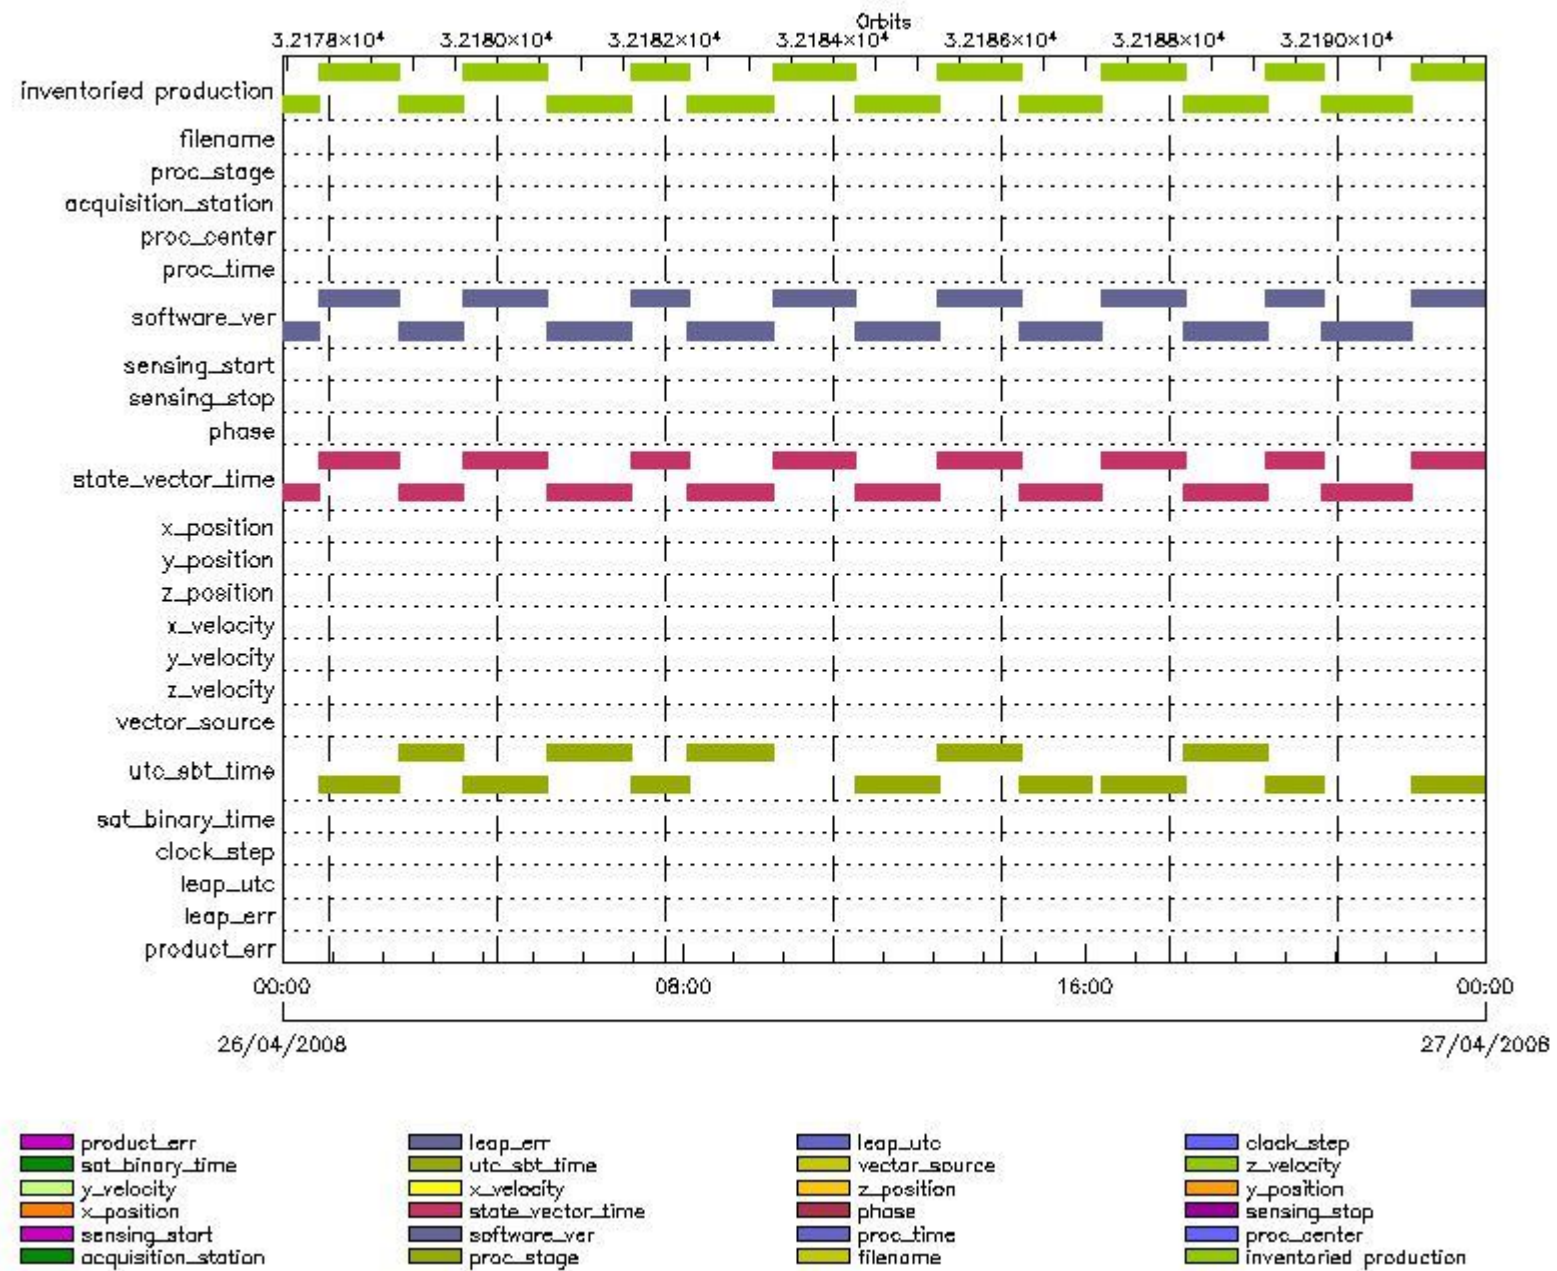 Orbits
3.2178×10⁴ 3.2180×10⁴ 3.2182×10⁴ 3.2184×10⁴ 3.2186×10⁴ 3.2188×10⁴ 3.2190×10⁴
inventoried production
filename
proc_stage
acquisition_station
proc_center
proc_time
software_ver
sensing_start
sensing_stop
phase
state_vector_time
x_position
y_position
z_position
x_velocity
y_velocity
z_velocity
vector_source
utc_sbt_time
sat_binary_time
clock_step
leap_utc
leap_err
product_err
00:00 08:00 16:00 00:00
26/04/2008 27/04/2008
product_err leap_err leap_utc clock_step
sat_binary_time utc_sbt_time vector_source z_velocity
y_velocity x_velocity z_position y_position
x_position state_vector_time phase sensing_stop
sensing_start software_ver proc_time proc_center
acquisition_station proc_stage filename inventoried production